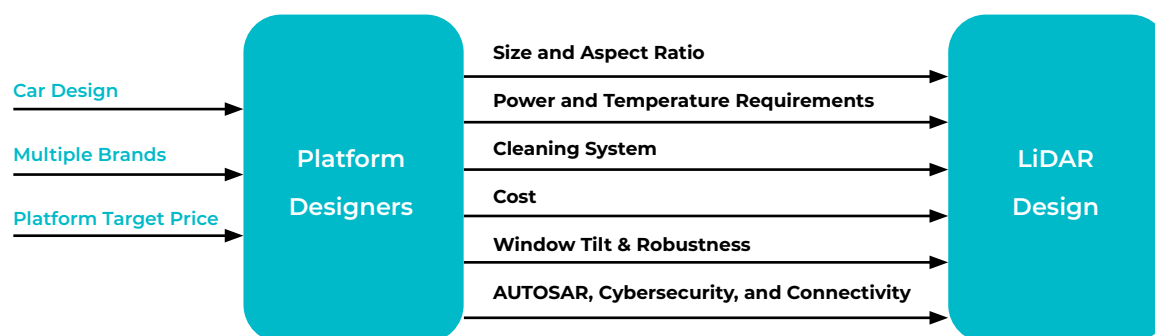 Car Design
Multiple Brands
Platform Target Price
Platform
Designers
Size and Aspect Ratio
Power and Temperature Requirements
Cleaning System
Cost
Window Tilt & Robustness
AUTOSAR, Cybersecurity, and Connectivity
LiDAR
Design